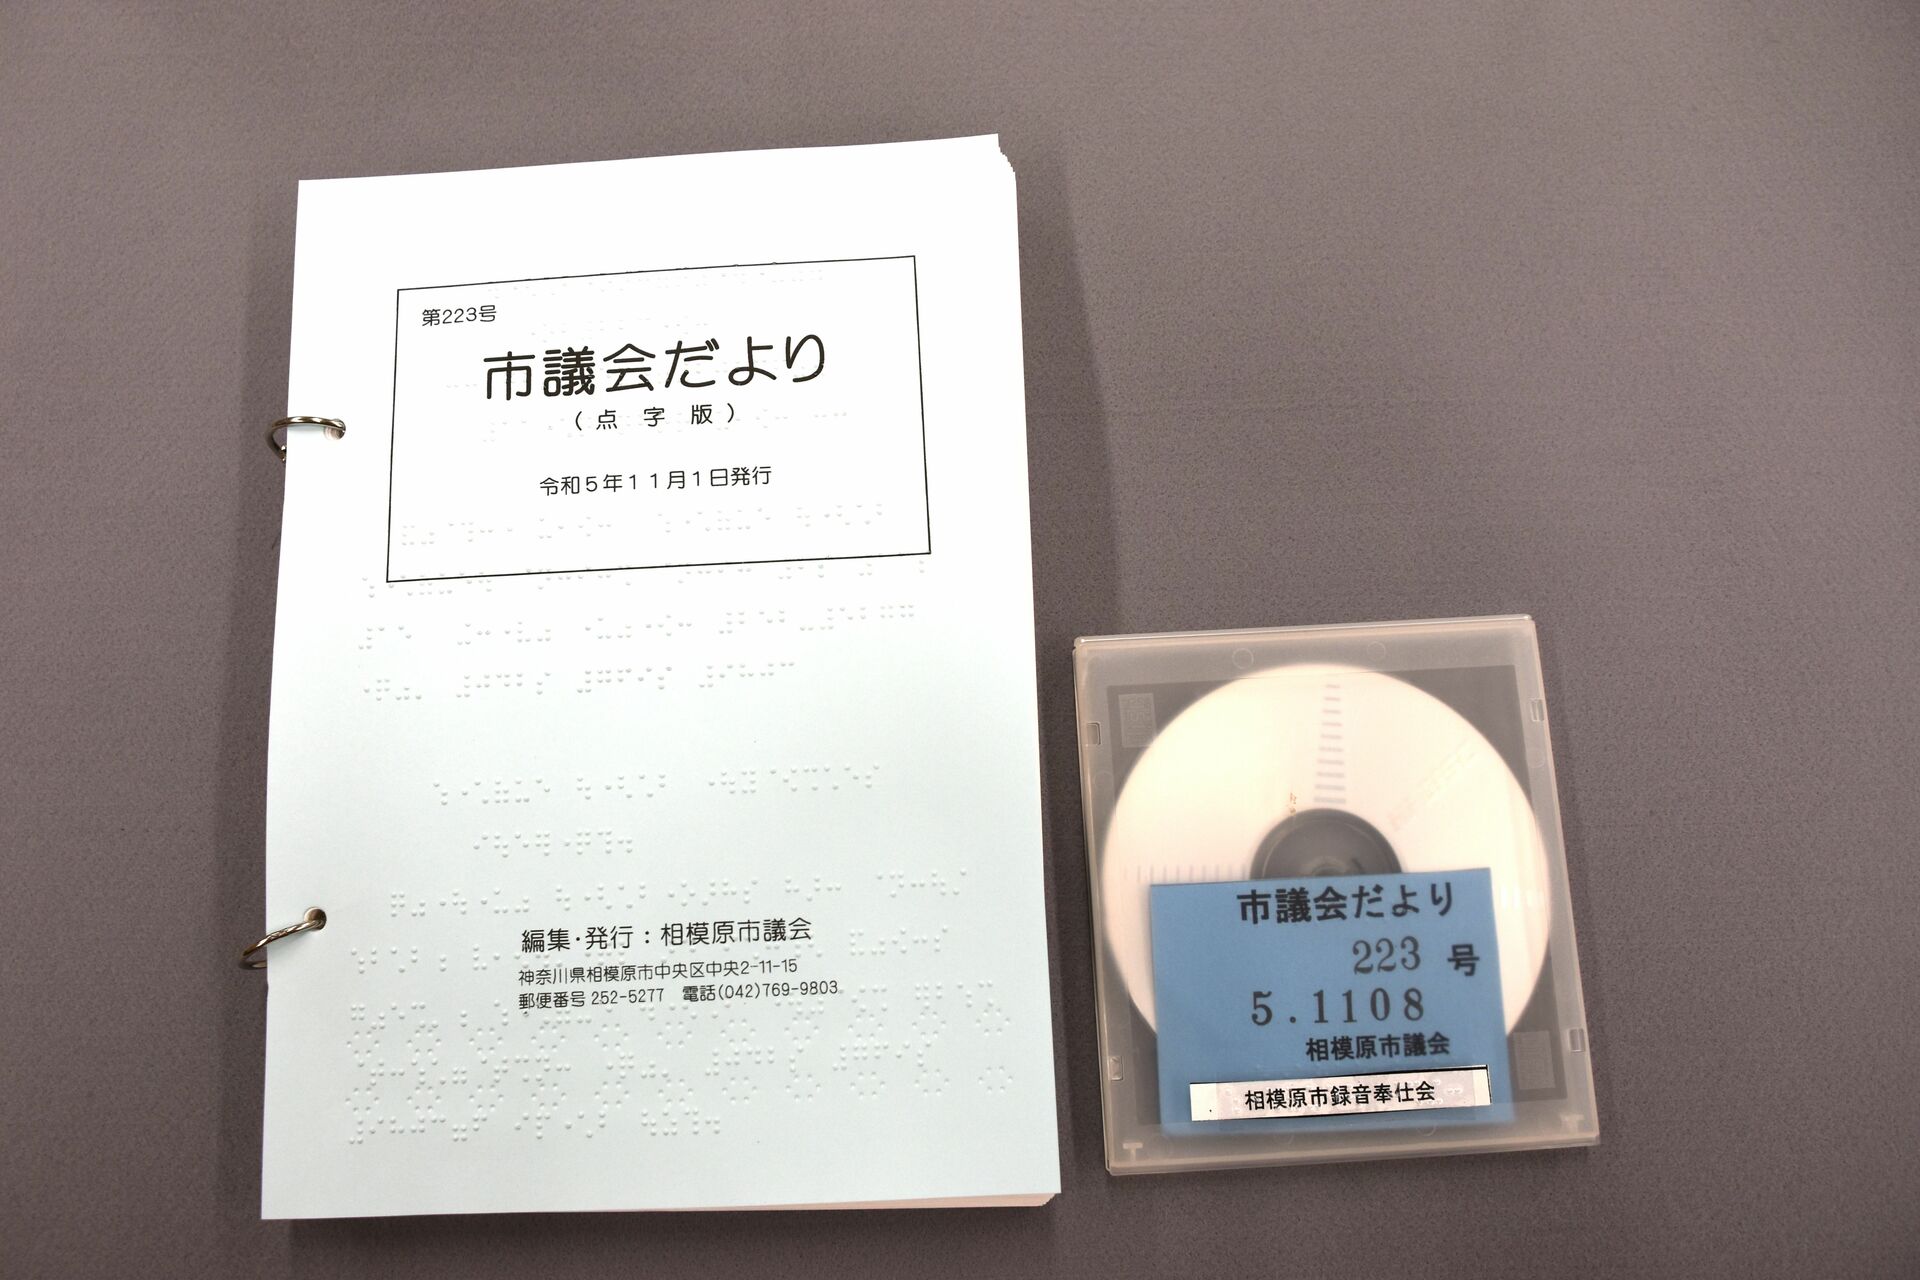 第223号
市議会だより
(点字版)
令和5年11月1日発行
編集・発行：相模原市議会
神奈川県相模原市中央区中央2-11-15
郵便番号 252-5277 電話(042)769-9803
市議会だより
223 号
5.1108
相模原市議会
相模原市録音奉仕会